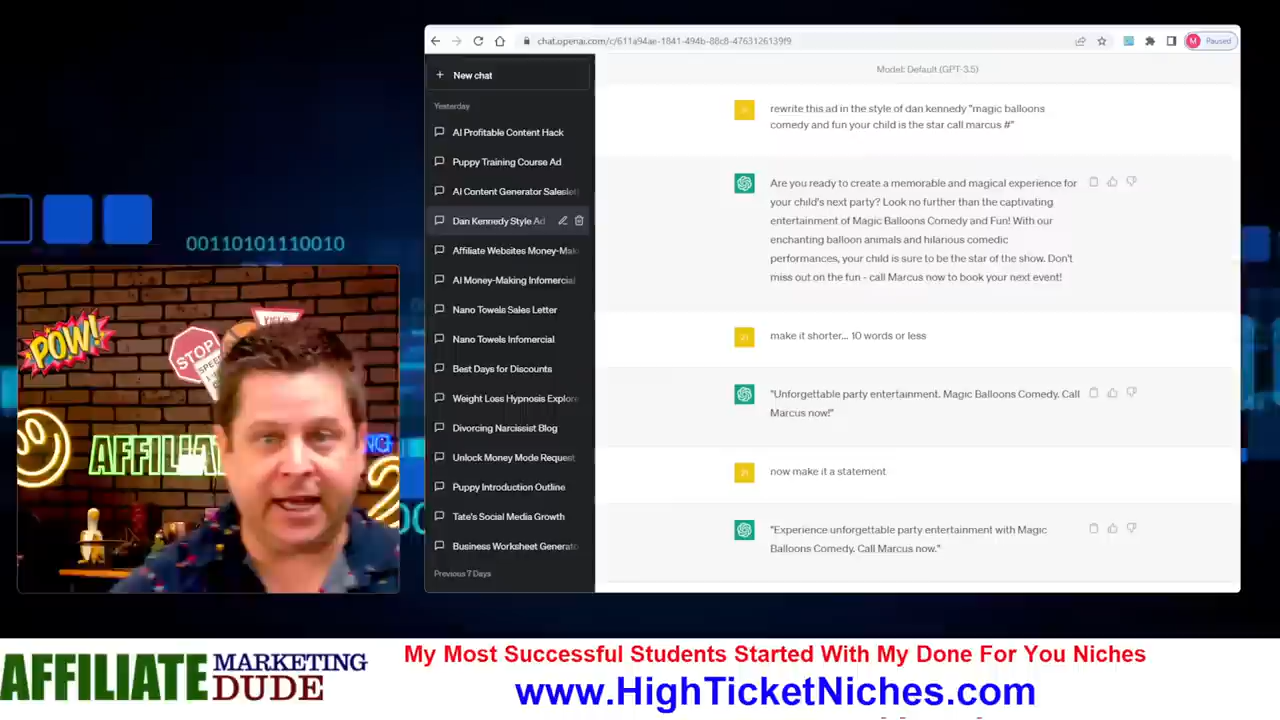 chat.openai.com/c/611a94ae-1841-494b-88c8-4763126139f9
M Paused
+ New chat
Yesterday
AI Profitable Content Hack
Puppy Training Course Ad
AI Content Generator Saleslet
Dan Kennedy Style Ad
Affiliate Websites Money-Mak
AI Money-Making Infomercial
Nano Towels Sales Letter
Nano Towels Infomercial
Best Days for Discounts
Weight Loss Hypnosis Explore
Divorcing Narcissist Blog
Unlock Money Mode Request
Puppy Introduction Outline
Tate's Social Media Growth
Business Worksheet Generato
Previous 7 Days
Model: Default (GPT-3.5)
rewrite this ad in the style of dan kennedy "magic balloons
comedy and fun your child is the star call marcus #"
Are you ready to create a memorable and magical experience for
your child's next party? Look no further than the captivating
entertainment of Magic Balloons Comedy and Fun! With our
enchanting balloon animals and hilarious comedic
performances, your child is sure to be the star of the show. Don't
miss out on the fun - call Marcus now to book your next event!
make it shorter... 10 words or less
"Unforgettable party entertainment. Magic Balloons Comedy. Call
Marcus now!"
now make it a statement
"Experience unforgettable party entertainment with Magic
Balloons Comedy. Call Marcus now."
00110101110010
POW!
STOP
YIELD
SPEE
AFFILIA
NG
2
AFFILIATE MARKETING DUDE
My Most Successful Students Started With My Done For You Niches
www.HighTicketNiches.com